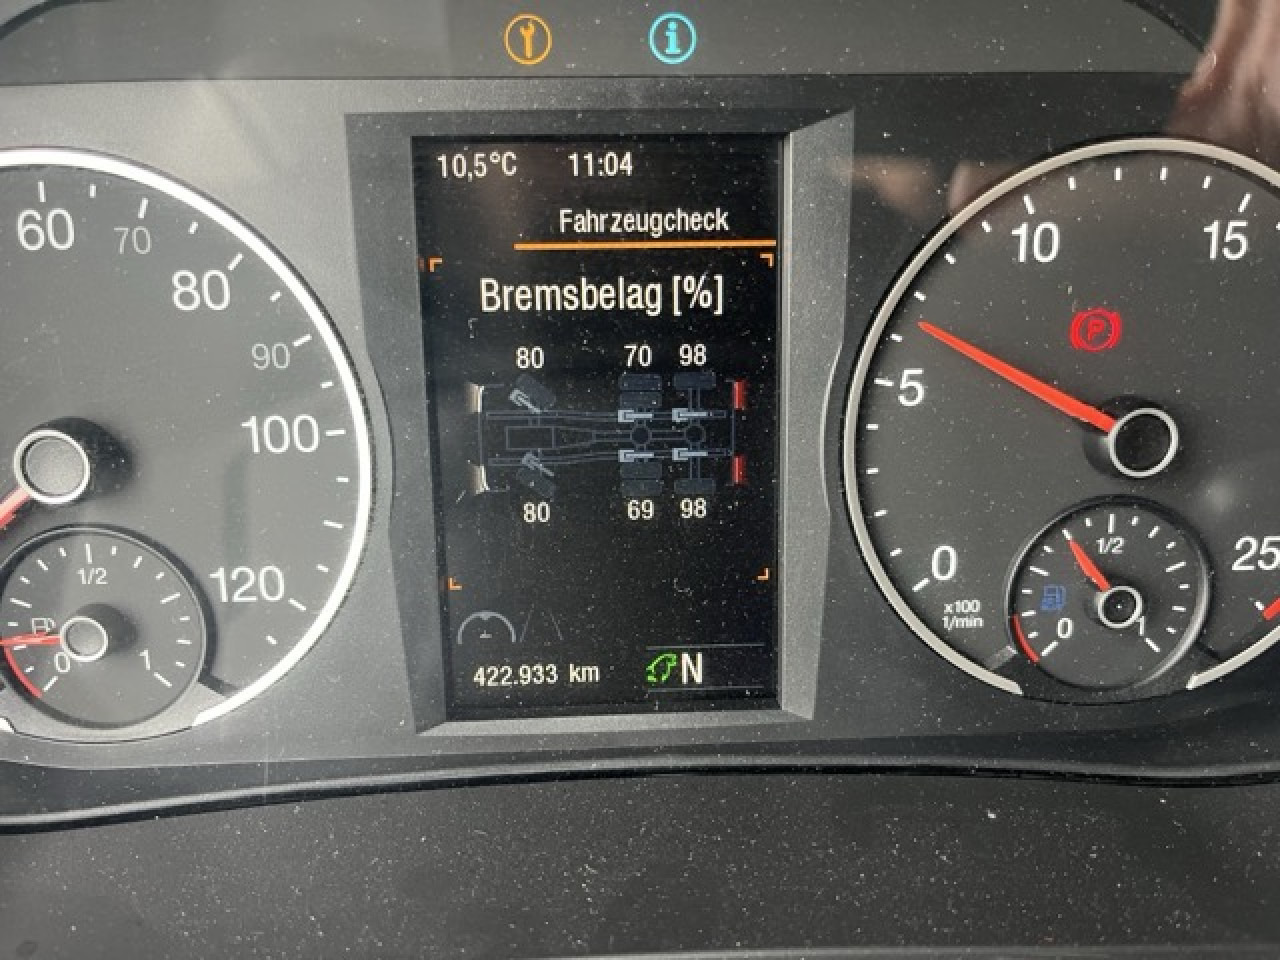 10,5°C 11:04
Fahrzeugcheck
Bremsbelag [%]
80 70 98
80 69 98
422.933 km N
60
70
80
90
100
120
1/2
0 1
0
5
10
15
25
x100
1/min
P
1/2
0 1